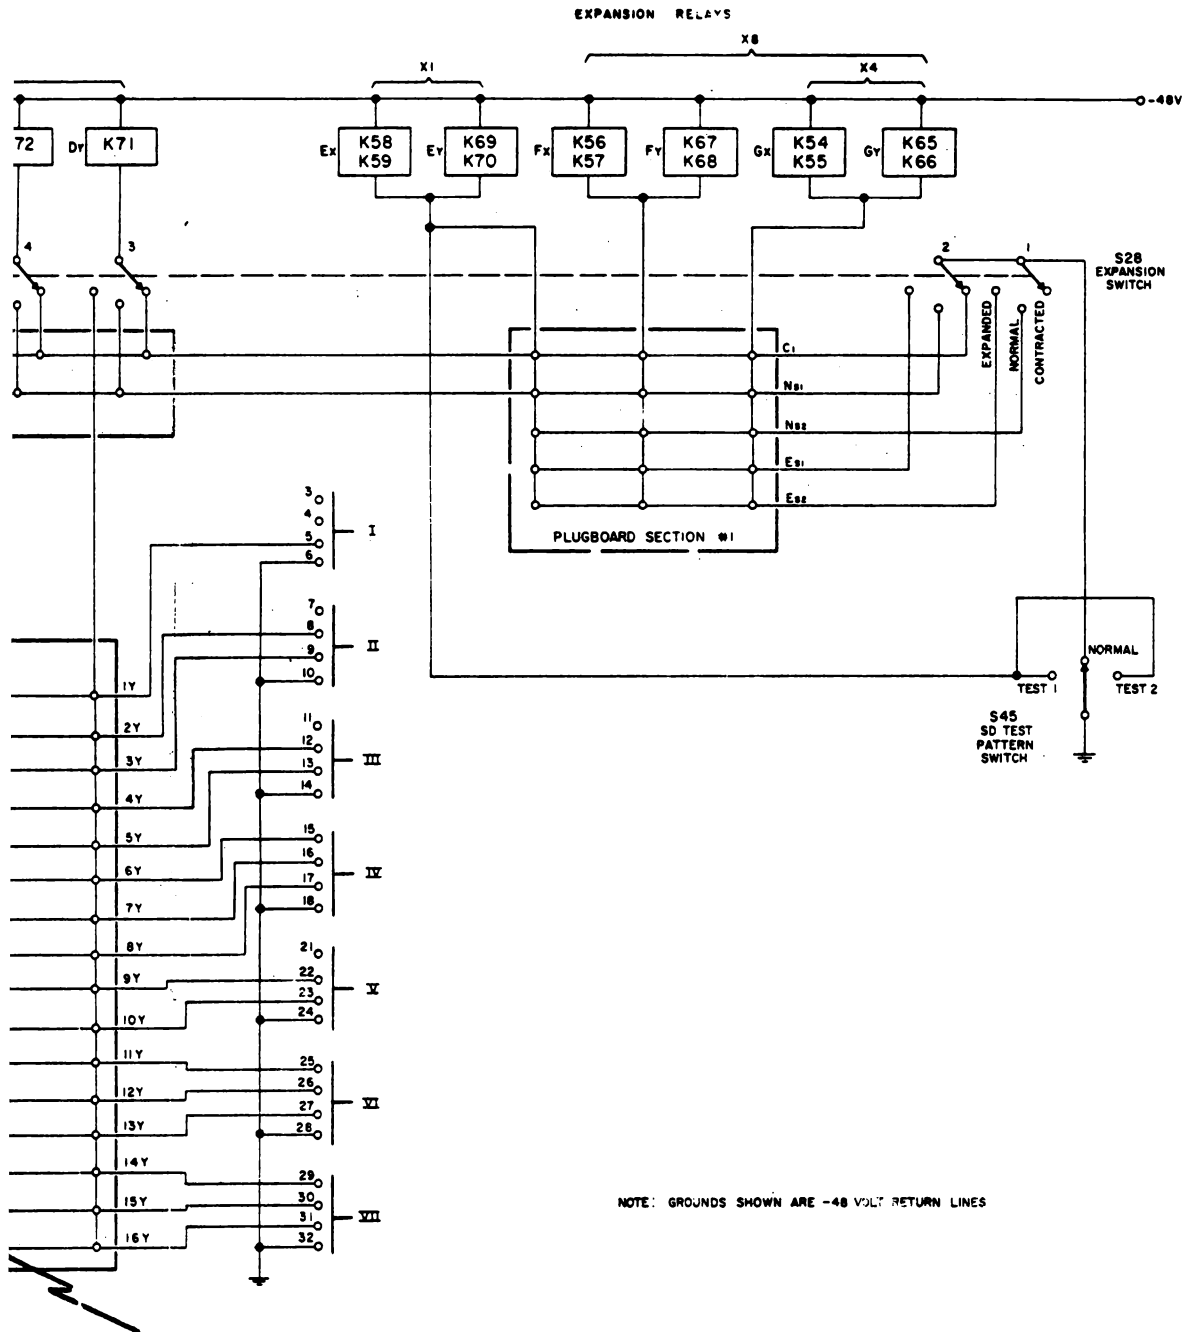 EXPANSION RELAYS
X8
X1
X4
-48V
72
DY
K71
EX
K58
K59
EY
K69
K70
FX
K56
K57
FY
K67
K68
GX
K54
K55
GY
K65
K66
4
3
2
1
S28
EXPANSION
SWITCH
EXPANDED
NORMAL
CONTRACTED
C1
NS1
NS2
ES1
ES2
PLUGBOARD SECTION #1
3
4
5
6
I
7
8
9
10
II
11
12
13
14
III
15
16
17
18
IV
21
22
23
24
V
25
26
27
28
VI
29
30
31
32
VII
1Y
2Y
3Y
4Y
5Y
6Y
7Y
8Y
9Y
10Y
11Y
12Y
13Y
14Y
15Y
16Y
NORMAL
TEST 1
TEST 2
S45
SD TEST
PATTERN
SWITCH
NOTE: GROUNDS SHOWN ARE -48 VOLT RETURN LINES